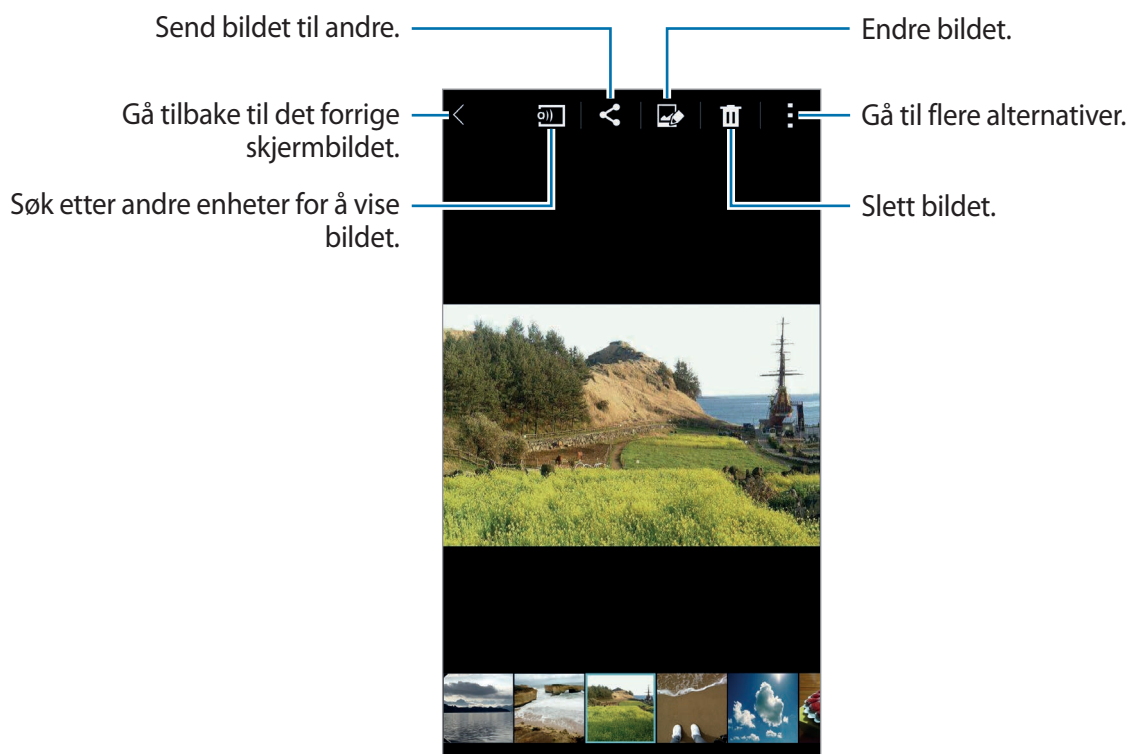 Send bildet til andre.
Endre bildet.
Gå tilbake til det forrige
skjermbildet.
Gå til flere alternativer.
Søk etter andre enheter for å vise
bildet.
Slett bildet.